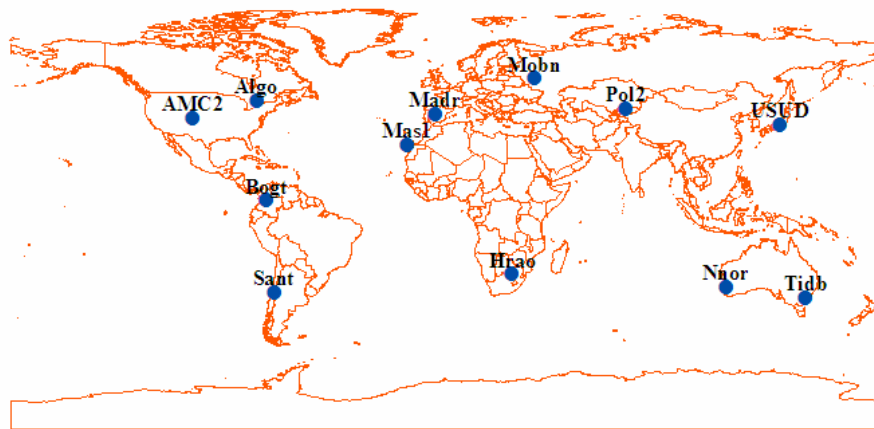 Mobn
Algo
AMC2
Madr
Pol2
USUD
Mas1
Bogt
Hrao
Sant
Nnor
Tidb